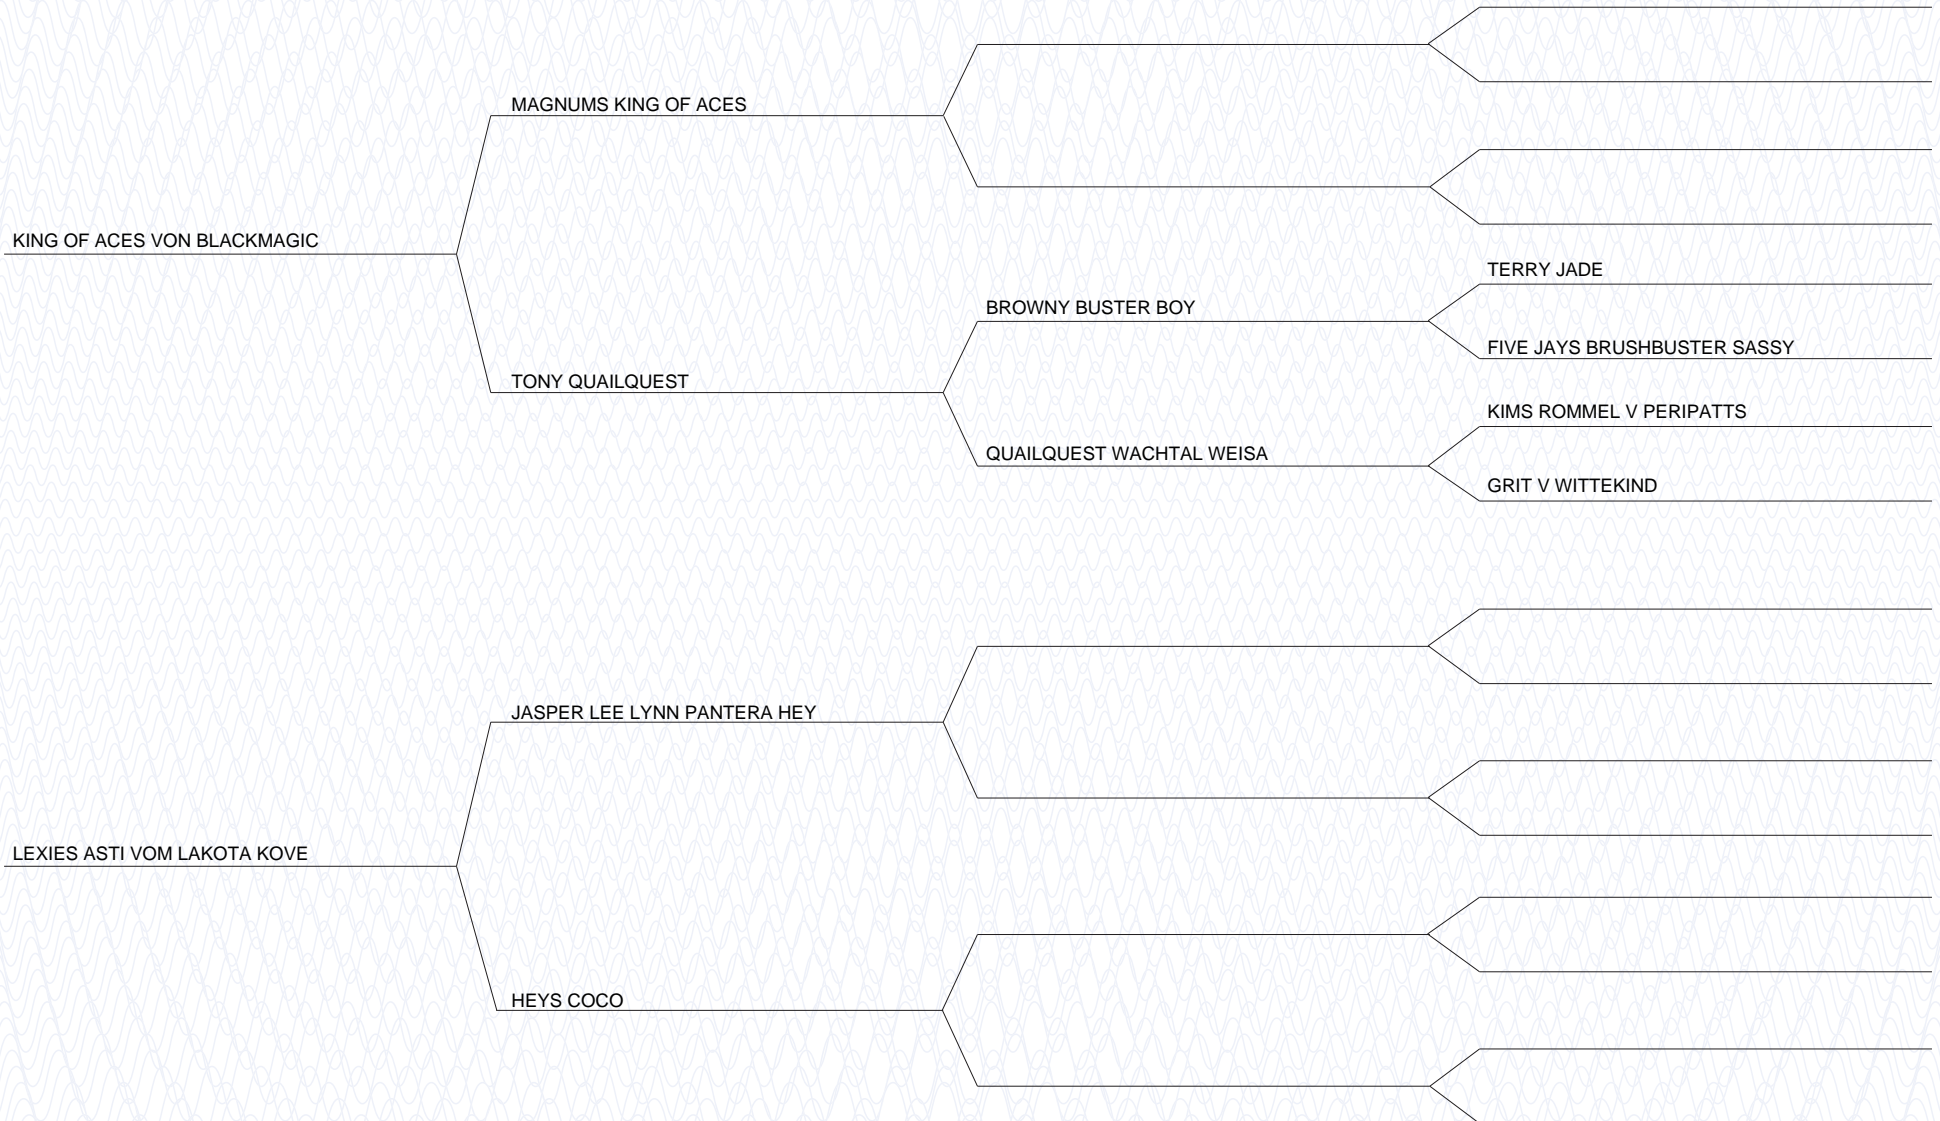 MAGNUMS KING OF ACES
KING OF ACES VON BLACKMAGIC
TERRY JADE
BROWNY BUSTER BOY
FIVE JAYS BRUSHBUSTER SASSY
TONY QUAILQUEST
KIMS ROMMEL V PERIPATTS
QUAILQUEST WACHTAL WEISA
GRIT V WITTEKIND
JASPER LEE LYNN PANTERA HEY
LEXIES ASTI VOM LAKOTA KOVE
HEYS COCO